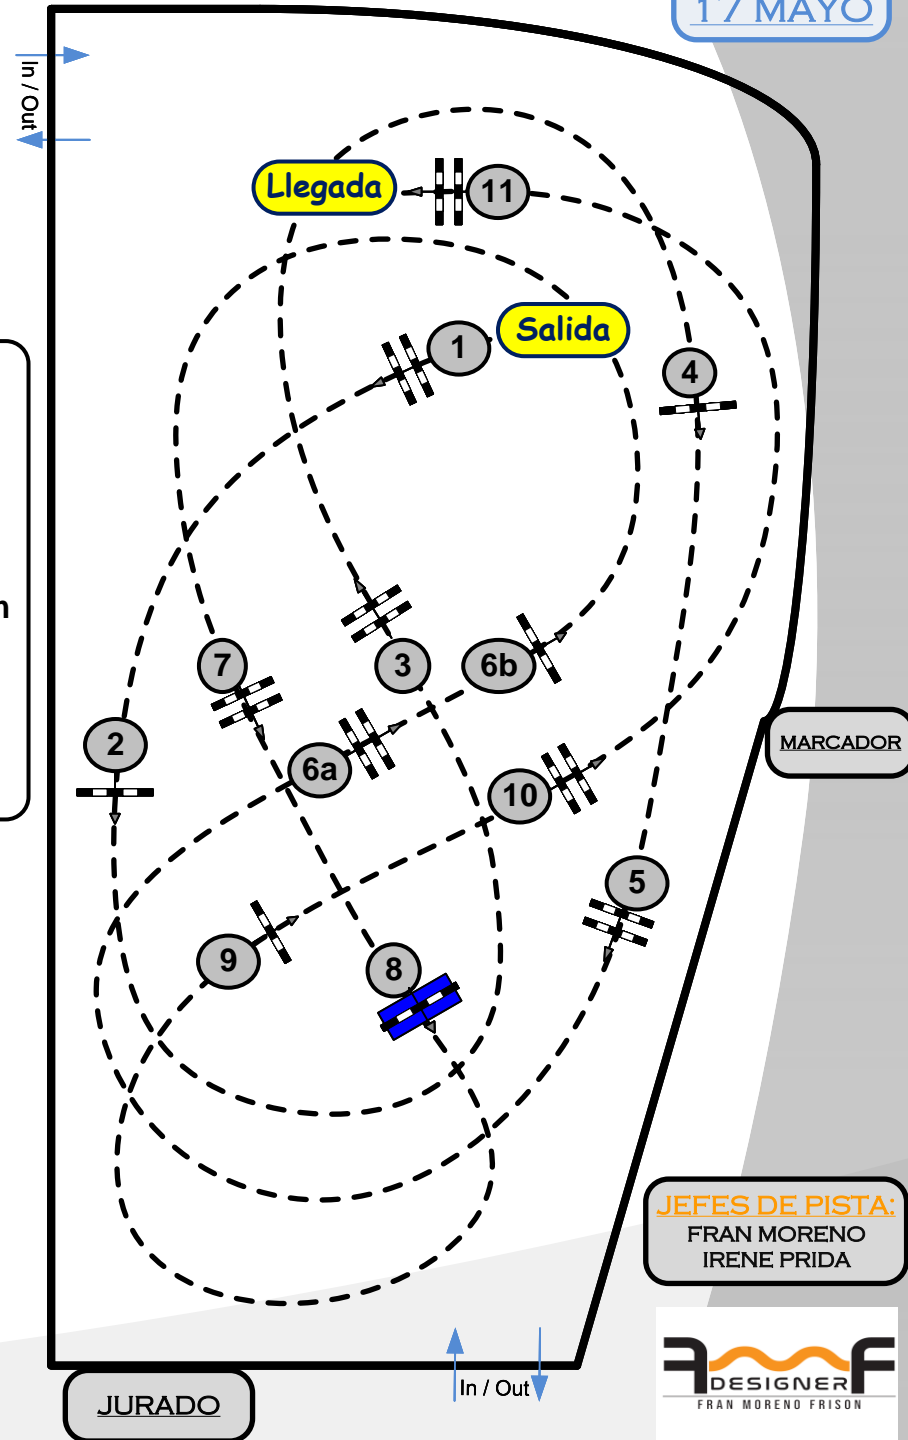 17 MAYO
In / Out
Llegada
11
Salida
1
4
n
7
3
6b
2
6a
MARCADOR
10
5
9
8
JEFES DE PISTA:
FRAN MORENO
IRENE PRIDA
In / Out
JURADO
DESIGNER
FRAN MORENO FRISON